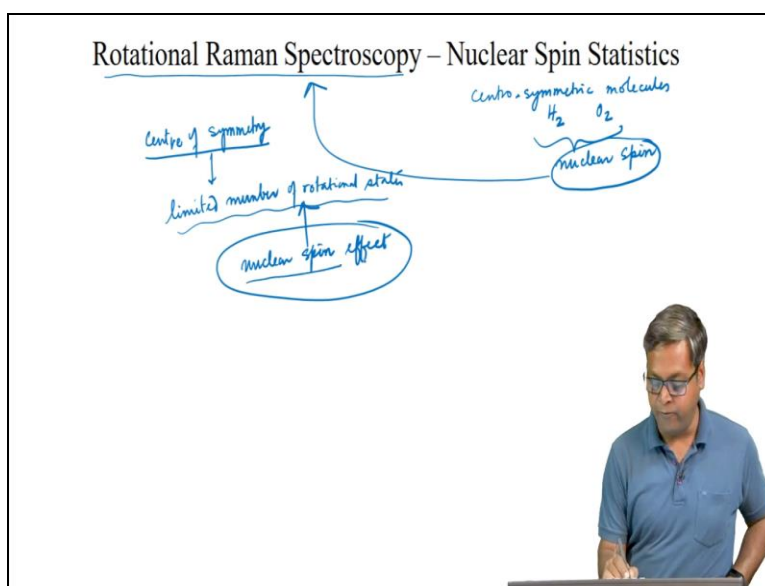 Rotational Raman Spectroscopy – Nuclear Spin Statistics
centro-symmetric molecules
H2 O2
nuclear spin
centre of symmetry
limited number of rotational states
nuclear spin effect